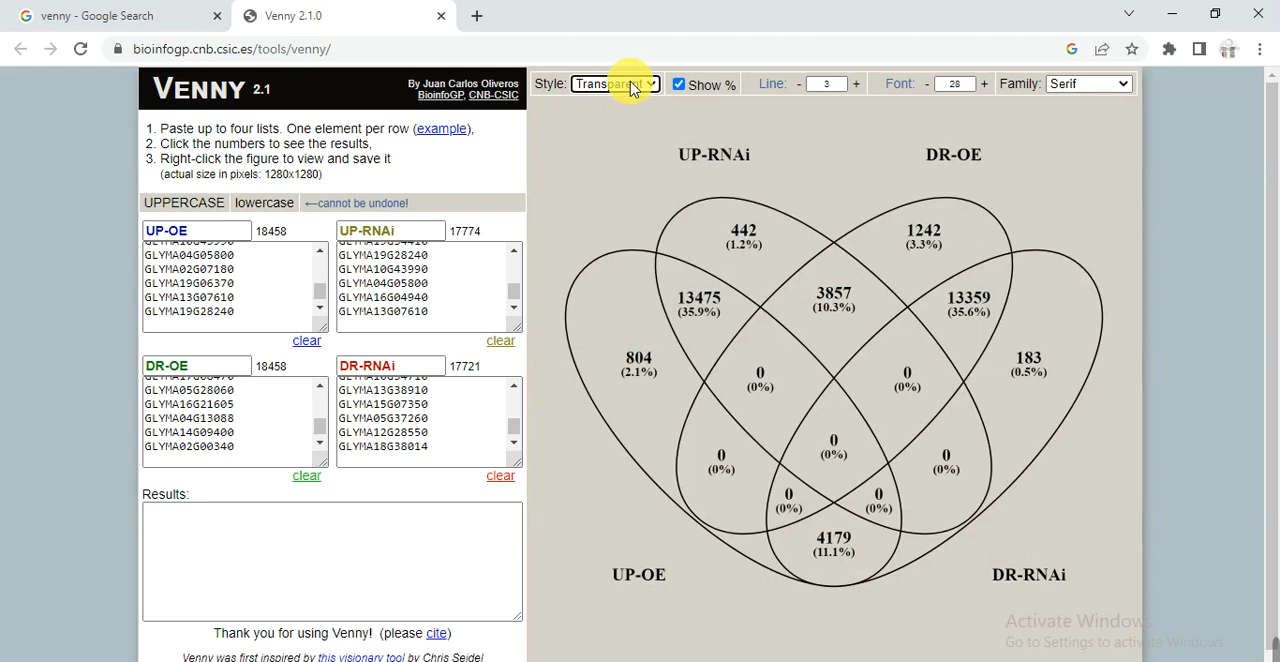 venny - Google Search
Venny 2.1.0
bioinfogp.cnb.csic.es/tools/venny/
VENNY 2.1
By Juan Carlos Oliveros
BioinfoGP, CNB-CSIC
Style: Transparent Show % Line: - 3 + Font: - 28 + Family: Serif
1. Paste up to four lists. One element per row (example),
2. Click the numbers to see the results,
3. Right-click the figure to view and save it
(actual size in pixels: 1280x1280)
UPPERCASE lowercase ←cannot be undone!
UP-OE 18458
UP-RNAi 17774
GLYMA04G05800
GLYMA02G07180
GLYMA19G06370
GLYMA13G07610
GLYMA19G28240
clear
GLYMA19G28240
GLYMA10G43990
GLYMA04G05800
GLYMA16G04940
GLYMA13G07610
clear
DR-OE 18458
DR-RNAi 17721
GLYMA05G28060
GLYMA16G21605
GLYMA04G13088
GLYMA14G09400
GLYMA02G00340
clear
GLYMA13G38910
GLYMA15G07350
GLYMA05G37260
GLYMA12G28550
GLYMA18G38014
clear
Results:
Thank you for using Venny! (please cite)
Venny was first inspired by this visionary tool by Chris Seidel
UP-RNAi
DR-OE
442
(1.2%)
1242
(3.3%)
13475
(35.9%)
3857
(10.3%)
13359
(35.6%)
804
(2.1%)
0
(0%)
0
(0%)
183
(0.5%)
0
(0%)
0
(0%)
0
(0%)
0
(0%)
0
(0%)
4179
(11.1%)
UP-OE
DR-RNAi
Activate Windows
Go to Settings to activate Windows.